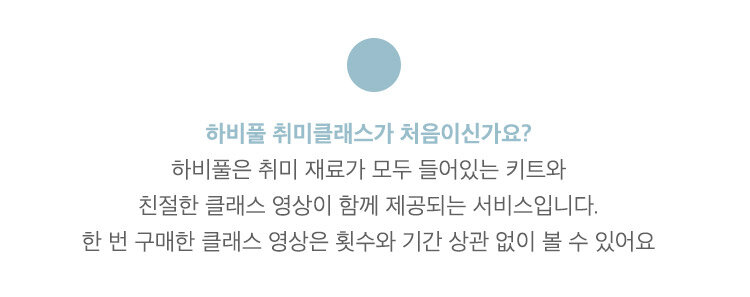 하비풀 취미클래스가 처음이신가요?
하비풀은 취미 재료가 모두 들어있는 키트와
친절한 클래스 영상이 함께 제공되는 서비스입니다.
한 번 구매한 클래스 영상은 횟수와 기간 상관 없이 볼 수 있어요